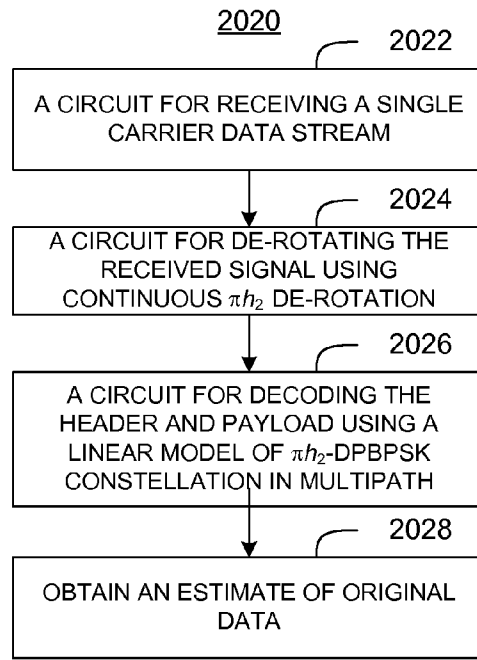 2020
2022
A CIRCUIT FOR RECEIVING A SINGLE
CARRIER DATA STREAM
2024
A CIRCUIT FOR DE-ROTATING THE
RECEIVED SIGNAL USING
CONTINUOUS πh₂ DE-ROTATION
2026
A CIRCUIT FOR DECODING THE
HEADER AND PAYLOAD USING A
LINEAR MODEL OF πh₂-DPBPSK
CONSTELLATION IN MULTIPATH
2028
OBTAIN AN ESTIMATE OF ORIGINAL
DATA